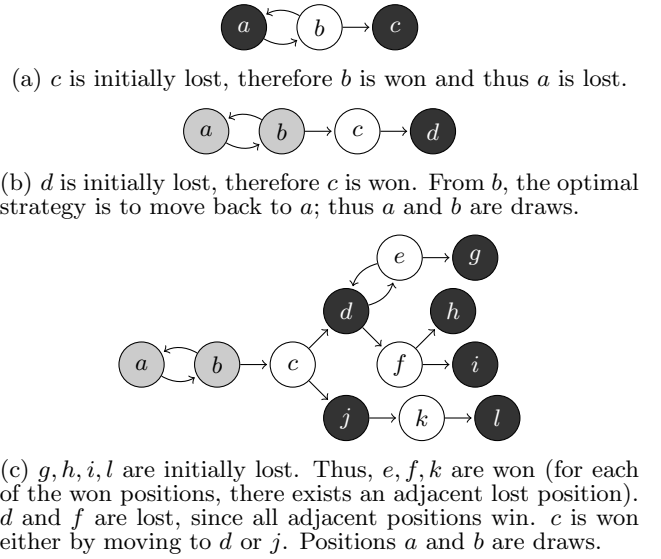 a b c
(a) c is initially lost, therefore b is won and thus a is lost.
a b c d
(b) d is initially lost, therefore c is won. From b, the optimal
strategy is to move back to a; thus a and b are draws.
e g
d h
a b c f i
j k l
(c) g, h, i, l are initially lost. Thus, e, f, k are won (for each
of the won positions, there exists an adjacent lost position).
d and f are lost, since all adjacent positions win. c is won
either by moving to d or j. Positions a and b are draws.